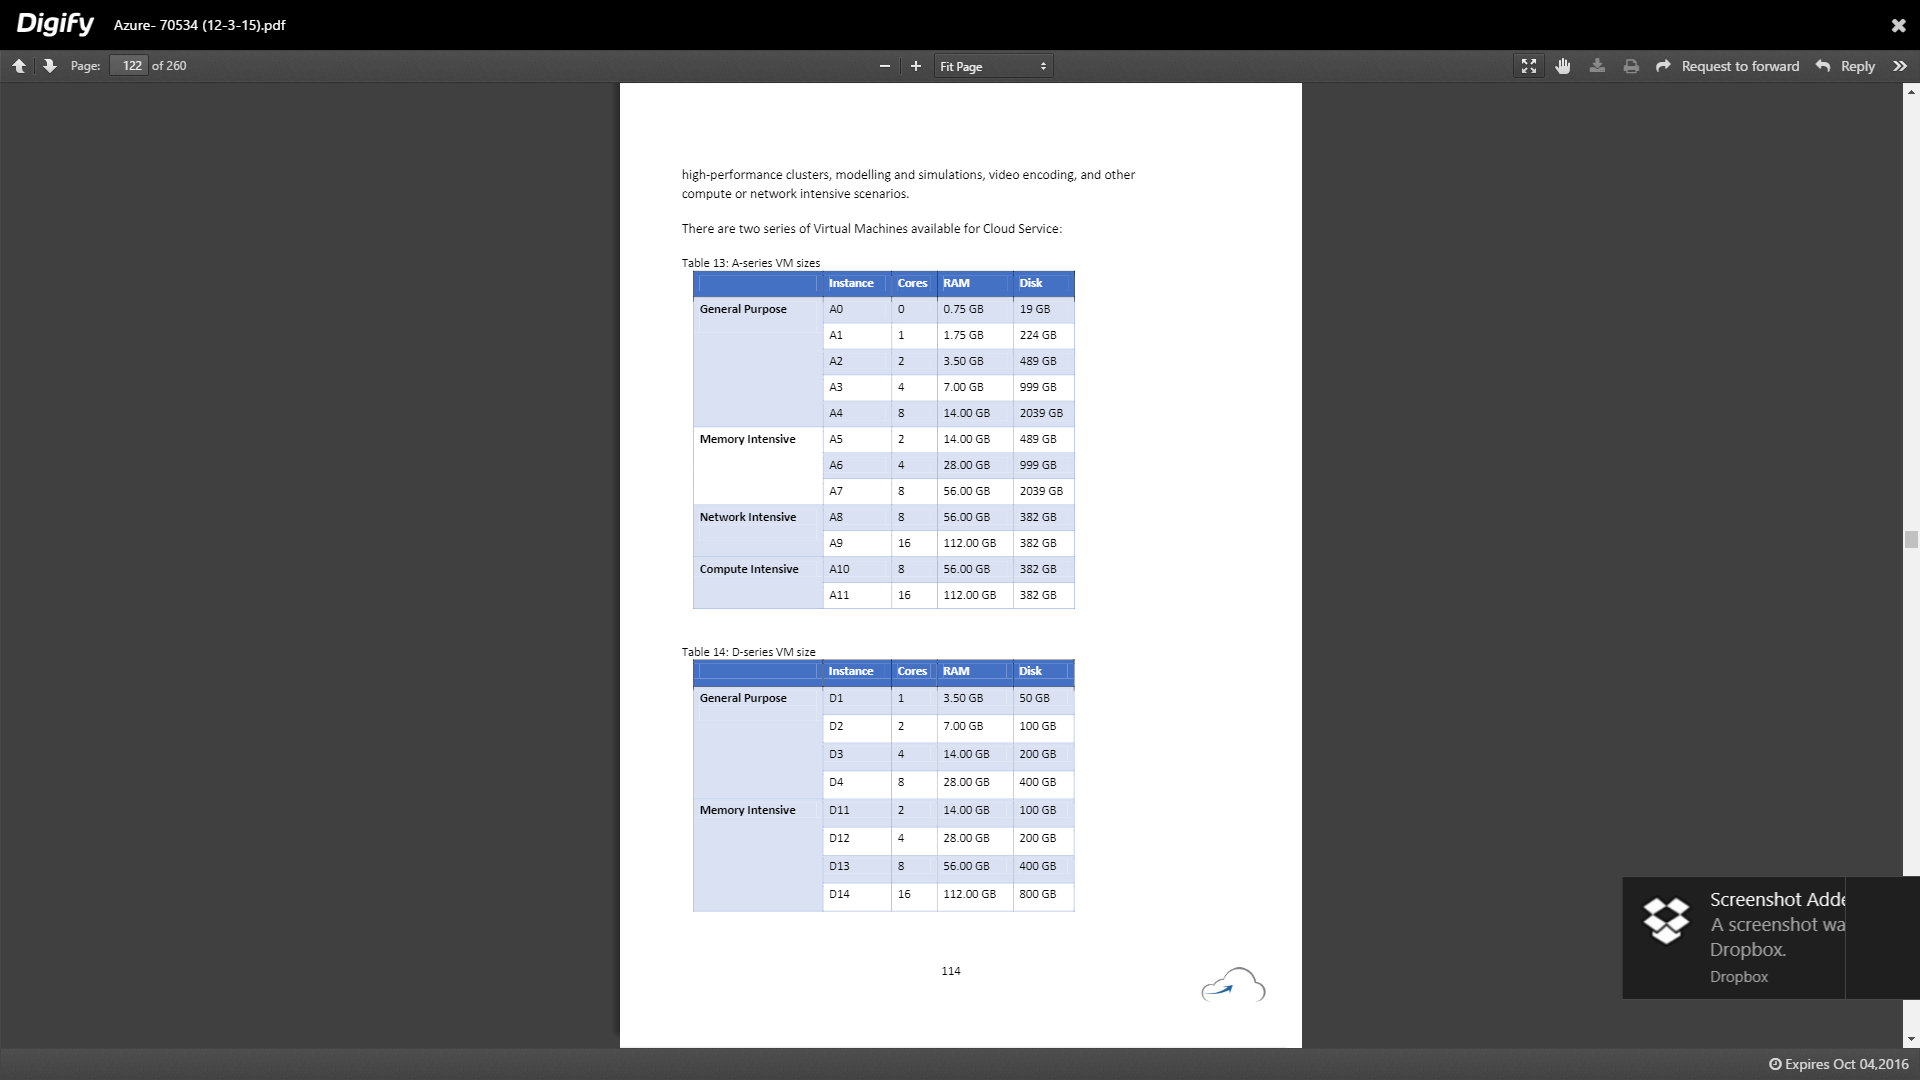 Digify Azure- 70534 (12-3-15).pdf
Page: 122 of 260 Fit Page Request to forward Reply
high-performance clusters, modelling and simulations, video encoding, and other
compute or network intensive scenarios.
There are two series of Virtual Machines available for Cloud Service:
Table 13: A-series VM sizes
Instance Cores RAM Disk
General Purpose A0 0 0.75 GB 19 GB
A1 1 1.75 GB 224 GB
A2 2 3.50 GB 489 GB
A3 4 7.00 GB 999 GB
A4 8 14.00 GB 2039 GB
Memory Intensive A5 2 14.00 GB 489 GB
A6 4 28.00 GB 999 GB
A7 8 56.00 GB 2039 GB
Network Intensive A8 8 56.00 GB 382 GB
A9 16 112.00 GB 382 GB
Compute Intensive A10 8 56.00 GB 382 GB
A11 16 112.00 GB 382 GB
Table 14: D-series VM size
Instance Cores RAM Disk
General Purpose D1 1 3.50 GB 50 GB
D2 2 7.00 GB 100 GB
D3 4 14.00 GB 200 GB
D4 8 28.00 GB 400 GB
Memory Intensive D11 2 14.00 GB 100 GB
D12 4 28.00 GB 200 GB
D13 8 56.00 GB 400 GB
D14 16 112.00 GB 800 GB
114
Screenshot Adde
A screenshot wa
Dropbox.
Dropbox
Expires Oct 04,2016